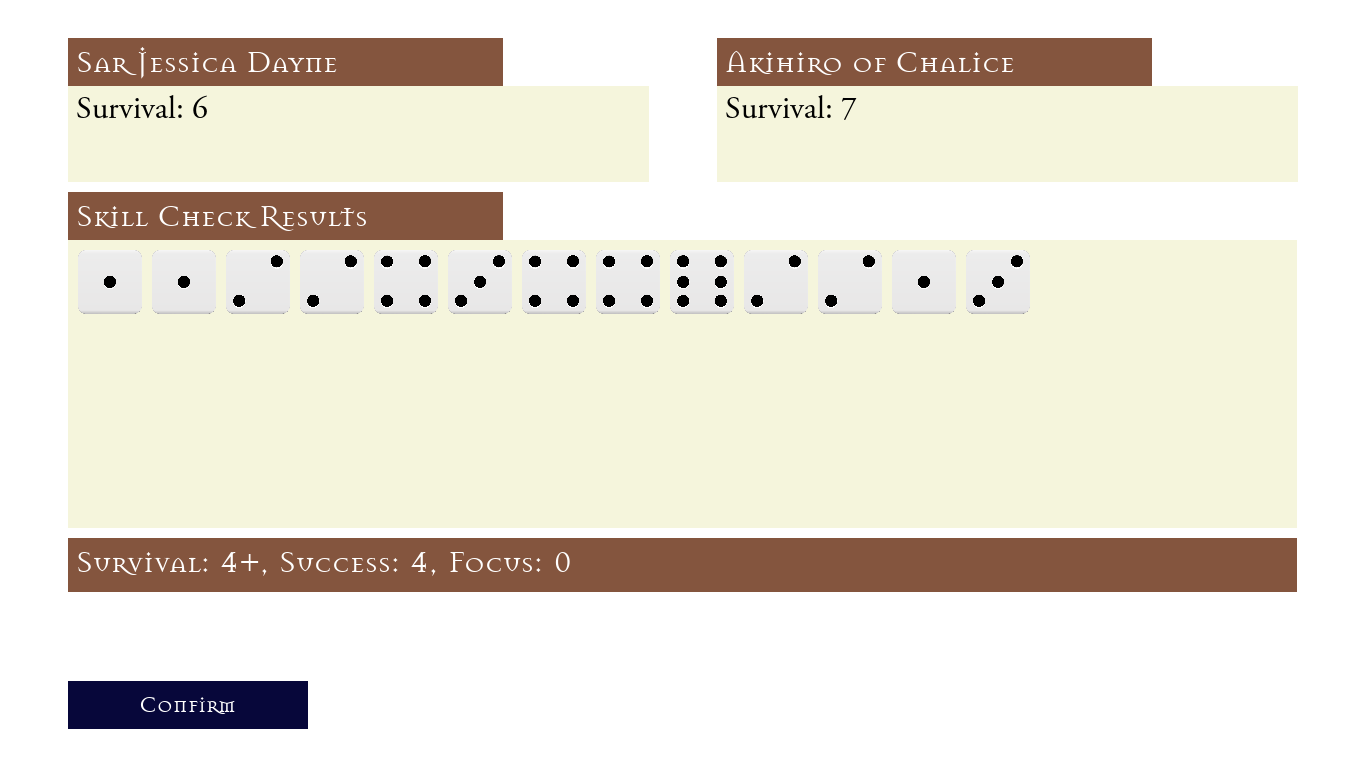 Sar Jessica Dayne
Akihiro of Chalice
Survival: 6
Survival: 7
Skill Check Results
Survival: 4+, Success: 4, Focus: 0
Confirm